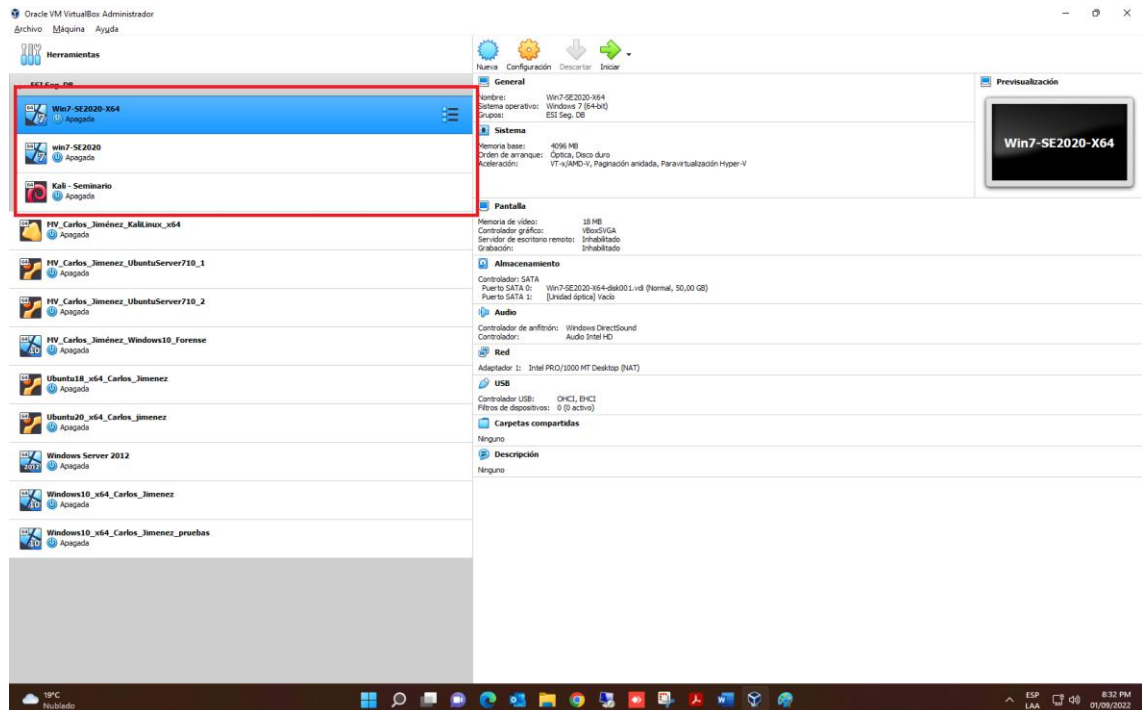 Oracle VM VirtualBox Administrador
Archivo Máquina Ayuda
Herramientas
ESI Seg. DB
Win7-SE2020-X64
Apagada
win7-SE2020
Apagada
Kali - Seminario
Apagada
MV_Carlos_Jiménez_KaliLinux_x64
Apagada
MV_Carlos_Jimenez_UbuntuServer710_1
Apagada
MV_Carlos_Jimenez_UbuntuServer710_2
Apagada
MV_Carlos_Jiménez_Windows10_Forense
Apagada
Ubuntu18_x64_Carlos_Jimenez
Apagada
Ubuntu20_x64_Carlos_jimenez
Apagada
Windows Server 2012
Apagada
Windows10_x64_Carlos_Jimenez
Apagada
Windows10_x64_Carlos_Jimenez_pruebas
Apagada
Nueva Configuración Descartar Iniciar
General
Nombre: Win7-SE2020-X64
Sistema operativo: Windows 7 (64-bit)
Grupos: ESI Seg. DB
Sistema
Memoria base: 4096 MB
Orden de arranque: Óptica, Disco duro
Aceleración: VT-x/AMD-V, Paginación anidada, Paravirtualización Hyper-V
Pantalla
Memoria de vídeo: 18 MB
Controlador gráfico: VBoxSVGA
Servidor de escritorio remoto: Inhabilitado
Grabación: Inhabilitado
Almacenamiento
Controlador: SATA
Puerto SATA 0: Win7-SE2020-X64-disk001.vdi (Normal, 50,00 GB)
Puerto SATA 1: [Unidad óptica] Vacío
Audio
Controlador de anfitrión: Windows DirectSound
Controlador: Audio Intel HD
Red
Adaptador 1: Intel PRO/1000 MT Desktop (NAT)
USB
Controlador USB: OHCI, EHCI
Filtros de dispositivos: 0 (0 activo)
Carpetas compartidas
Ninguno
Descripción
Ninguno
Previsualización
Win7-SE2020-X64
19°C
Nublado
ESP
LAA
8:32 PM
01/09/2022